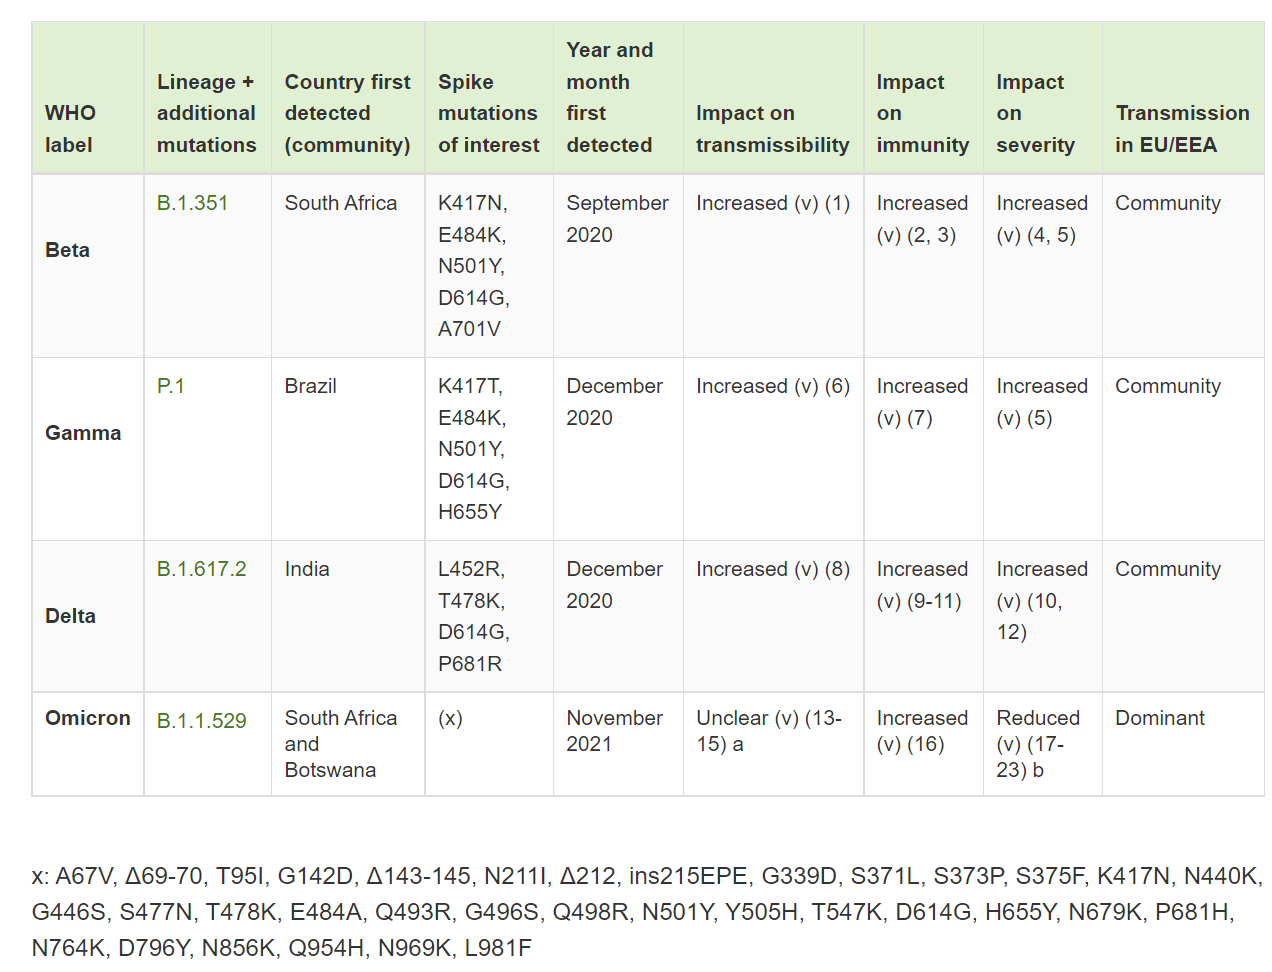 WHO label
Lineage + additional mutations
Country first detected (community)
Spike mutations of interest
Year and month first detected
Impact on transmissibility
Impact on immunity
Impact on severity
Transmission in EU/EEA
Beta
B.1.351
South Africa
K417N,
E484K,
N501Y,
D614G,
A701V
September
2020
Increased (v) (1)
Increased
(v) (2, 3)
Increased
(v) (4, 5)
Community
Gamma
P.1
Brazil
K417T,
E484K,
N501Y,
D614G,
H655Y
December
2020
Increased (v) (6)
Increased
(v) (7)
Increased
(v) (5)
Community
Delta
B.1.617.2
India
L452R,
T478K,
D614G,
P681R
December
2020
Increased (v) (8)
Increased
(v) (9-11)
Increased
(v) (10,
12)
Community
Omicron
B.1.1.529
South Africa
and
Botswana
(x)
November
2021
Unclear (v) (13-
15) a
Increased
(v) (16)
Reduced
(v) (17-
23) b
Dominant
x: A67V, Δ69-70, T95I, G142D, Δ143-145, N211I, Δ212, ins215EPE, G339D, S371L, S373P, S375F, K417N, N440K,
G446S, S477N, T478K, E484A, Q493R, G496S, Q498R, N501Y, Y505H, T547K, D614G, H655Y, N679K, P681H,
N764K, D796Y, N856K, Q954H, N969K, L981F